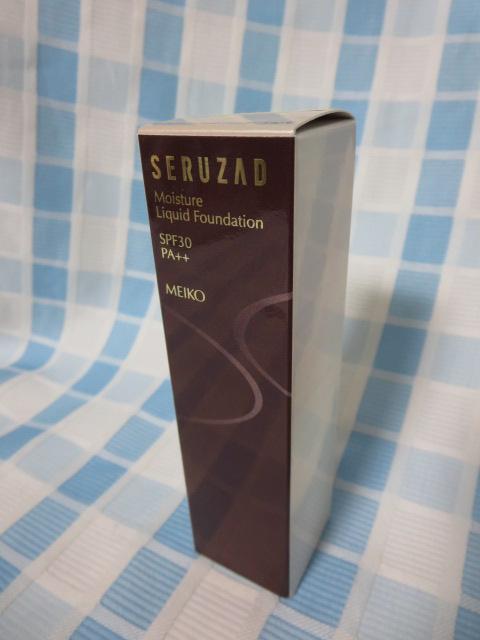 SERUZAD
Moisture
Liquid Foundation
SPF30
PA++
MEIKO